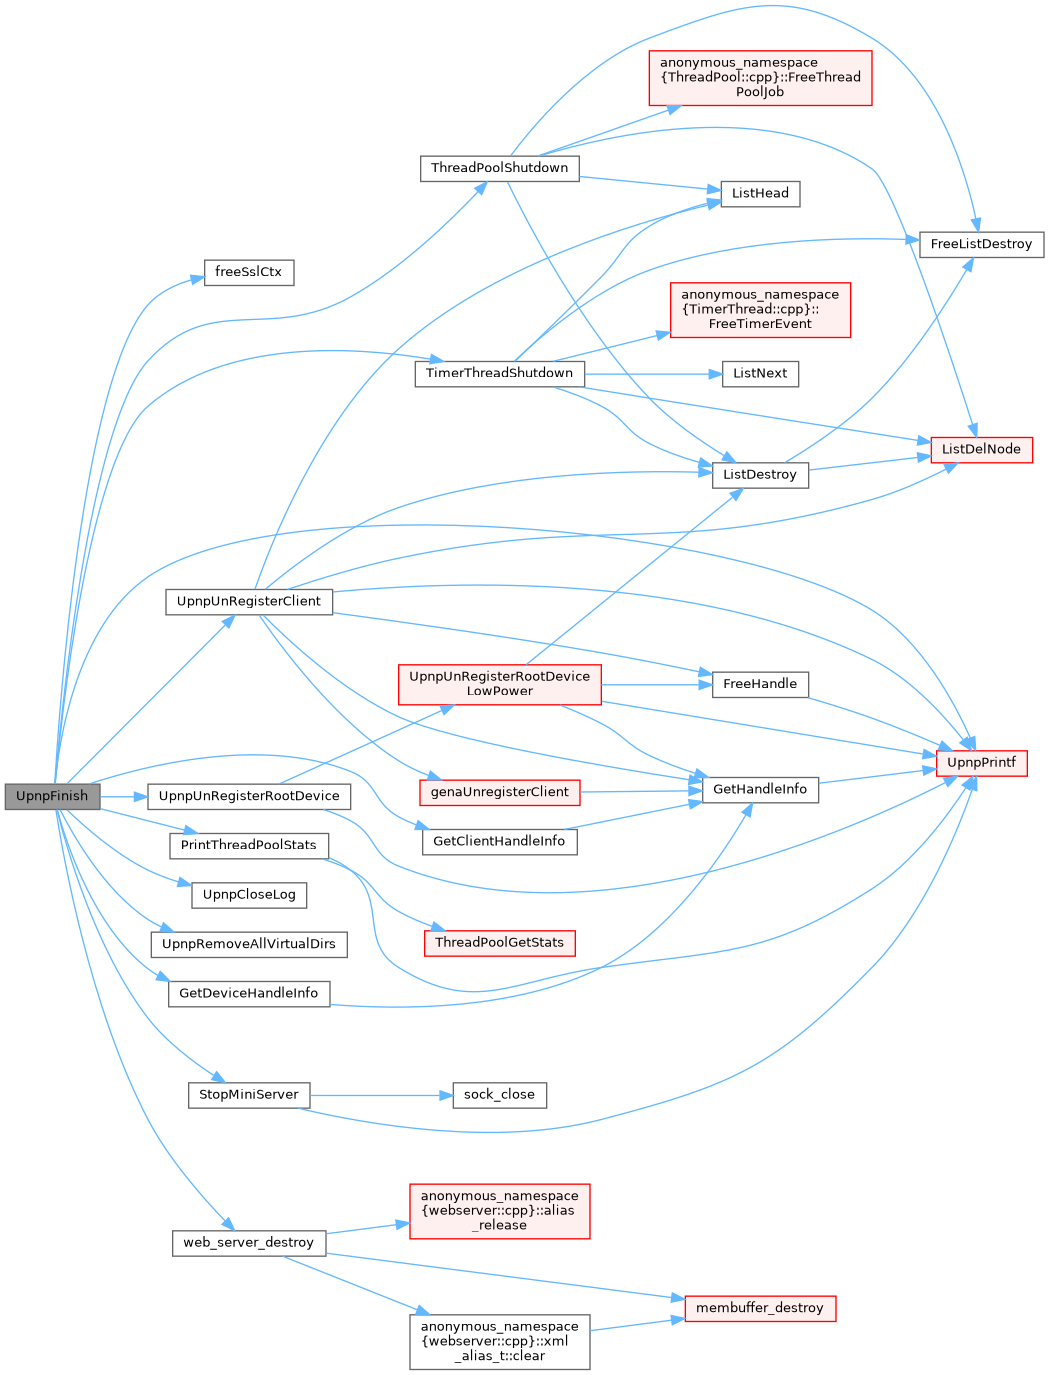 anonymous_namespace
{ThreadPool::cpp}::FreeThread
PoolJob
ThreadPoolShutdown
ListHead
FreeListDestroy
freeSslCtx
anonymous_namespace
{TimerThread::cpp}::
FreeTimerEvent
TimerThreadShutdown
ListNext
ListDelNode
ListDestroy
UpnpUnRegisterClient
UpnpUnRegisterRootDevice
LowPower
FreeHandle
UpnpPrintf
UpnpFinish
UpnpUnRegisterRootDevice
genaUnregisterClient
GetHandleInfo
PrintThreadPoolStats
GetClientHandleInfo
UpnpCloseLog
UpnpRemoveAllVirtualDirs
ThreadPoolGetStats
GetDeviceHandleInfo
StopMiniServer
sock_close
anonymous_namespace
{webserver::cpp}::alias
_release
web_server_destroy
membuffer_destroy
anonymous_namespace
{webserver::cpp}::xml
_alias_t::clear